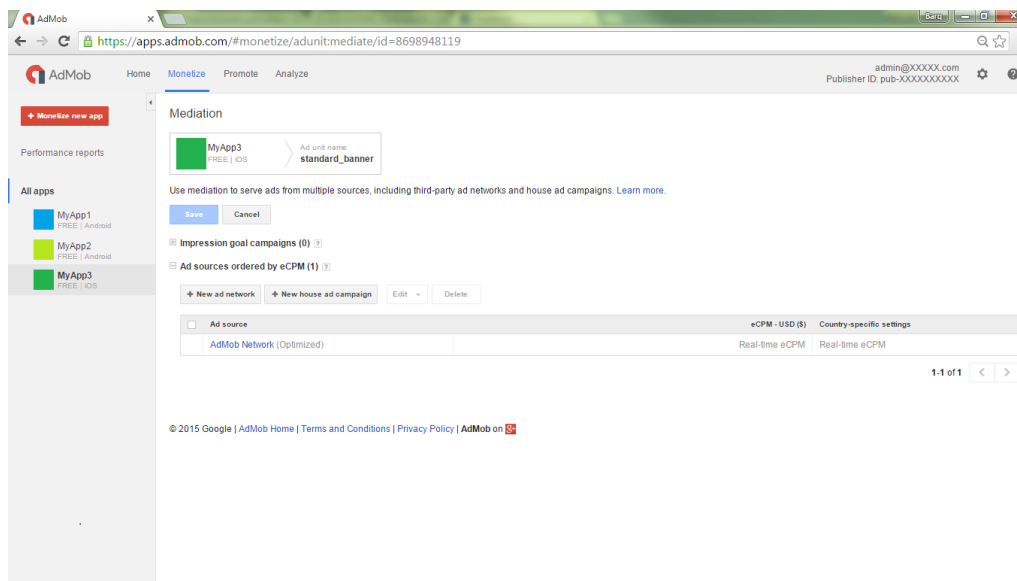 AdMob
Barq
https://apps.admob.com/#monetize/adunit:mediate/id=8698948119
AdMob Home Monetize Promote Analyze
admin@XXXXX.com
Publisher ID: pub-XXXXXXXXXX
+ Monetize new app
Performance reports
All apps
MyApp1
FREE | Android
MyApp2
FREE | Android
MyApp3
FREE | iOS
Mediation
MyApp3
FREE | iOS
Ad unit name
standard_banner
Use mediation to serve ads from multiple sources, including third-party ad networks and house ad campaigns. Learn more.
Save Cancel
Impression goal campaigns (0) ?
Ad sources ordered by eCPM (1) ?
+ New ad network + New house ad campaign Edit Delete
Ad source eCPM - USD ($) Country-specific settings
AdMob Network (Optimized) Real-time eCPM Real-time eCPM
1-1 of 1
© 2015 Google | AdMob Home | Terms and Conditions | Privacy Policy | AdMob on g+